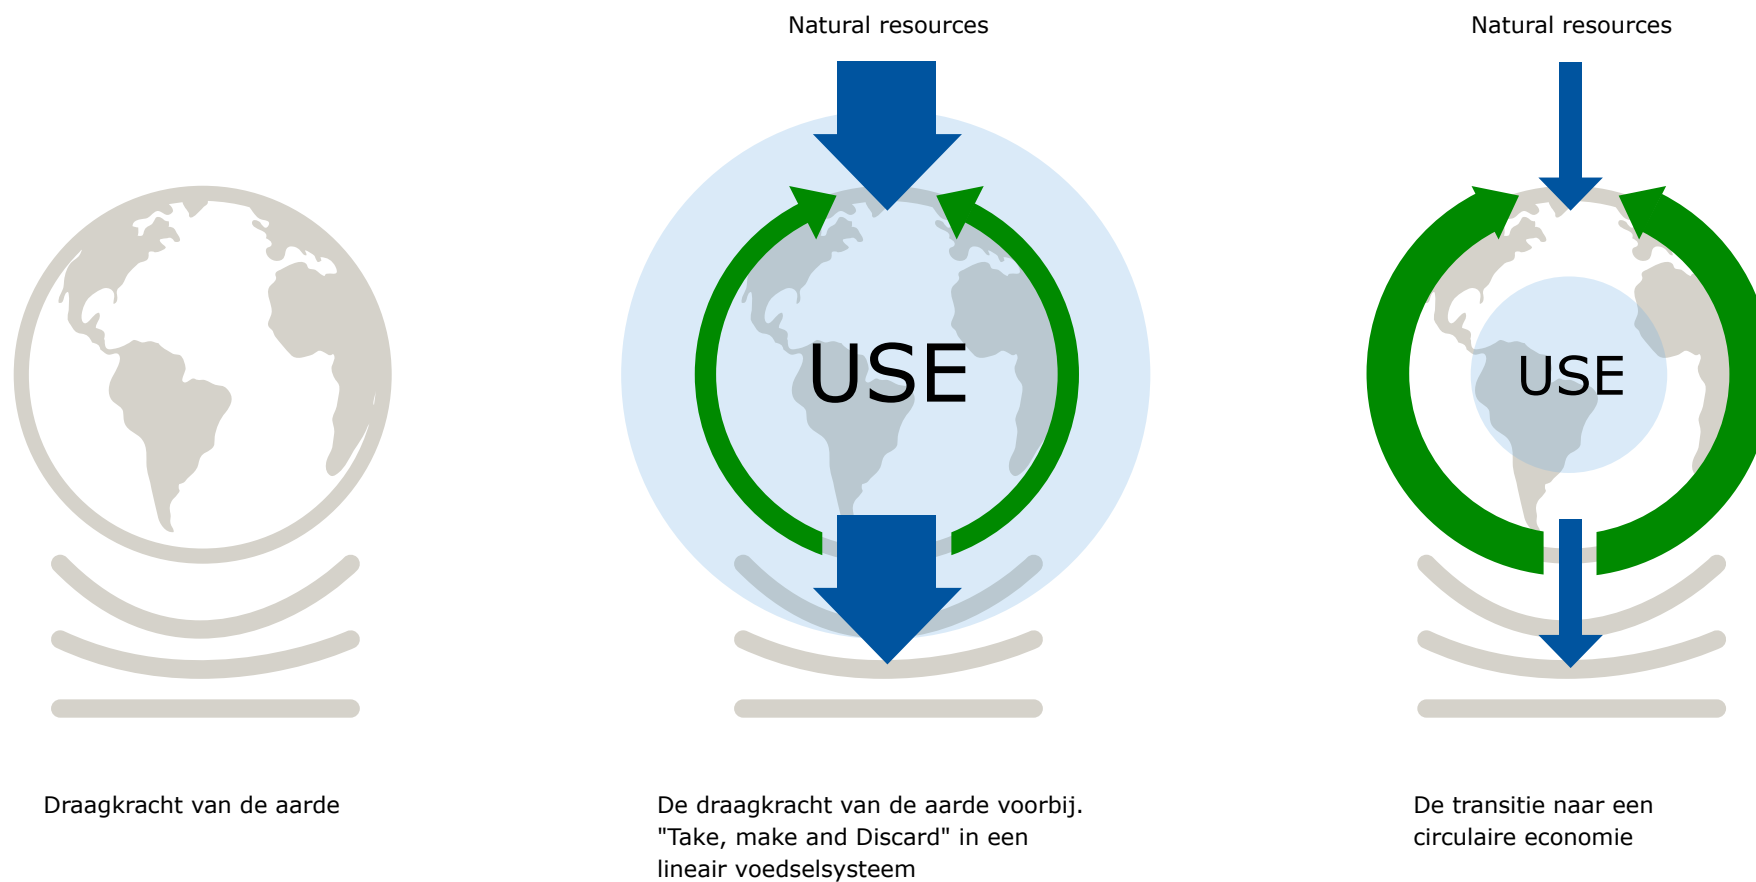 Natural resources
Natural resources
USE
USE
Draagkracht van de aarde
De draagkracht van de aarde voorbij.
"Take, make and Discard" in een
lineair voedselsysteem
De transitie naar een
circulaire economie